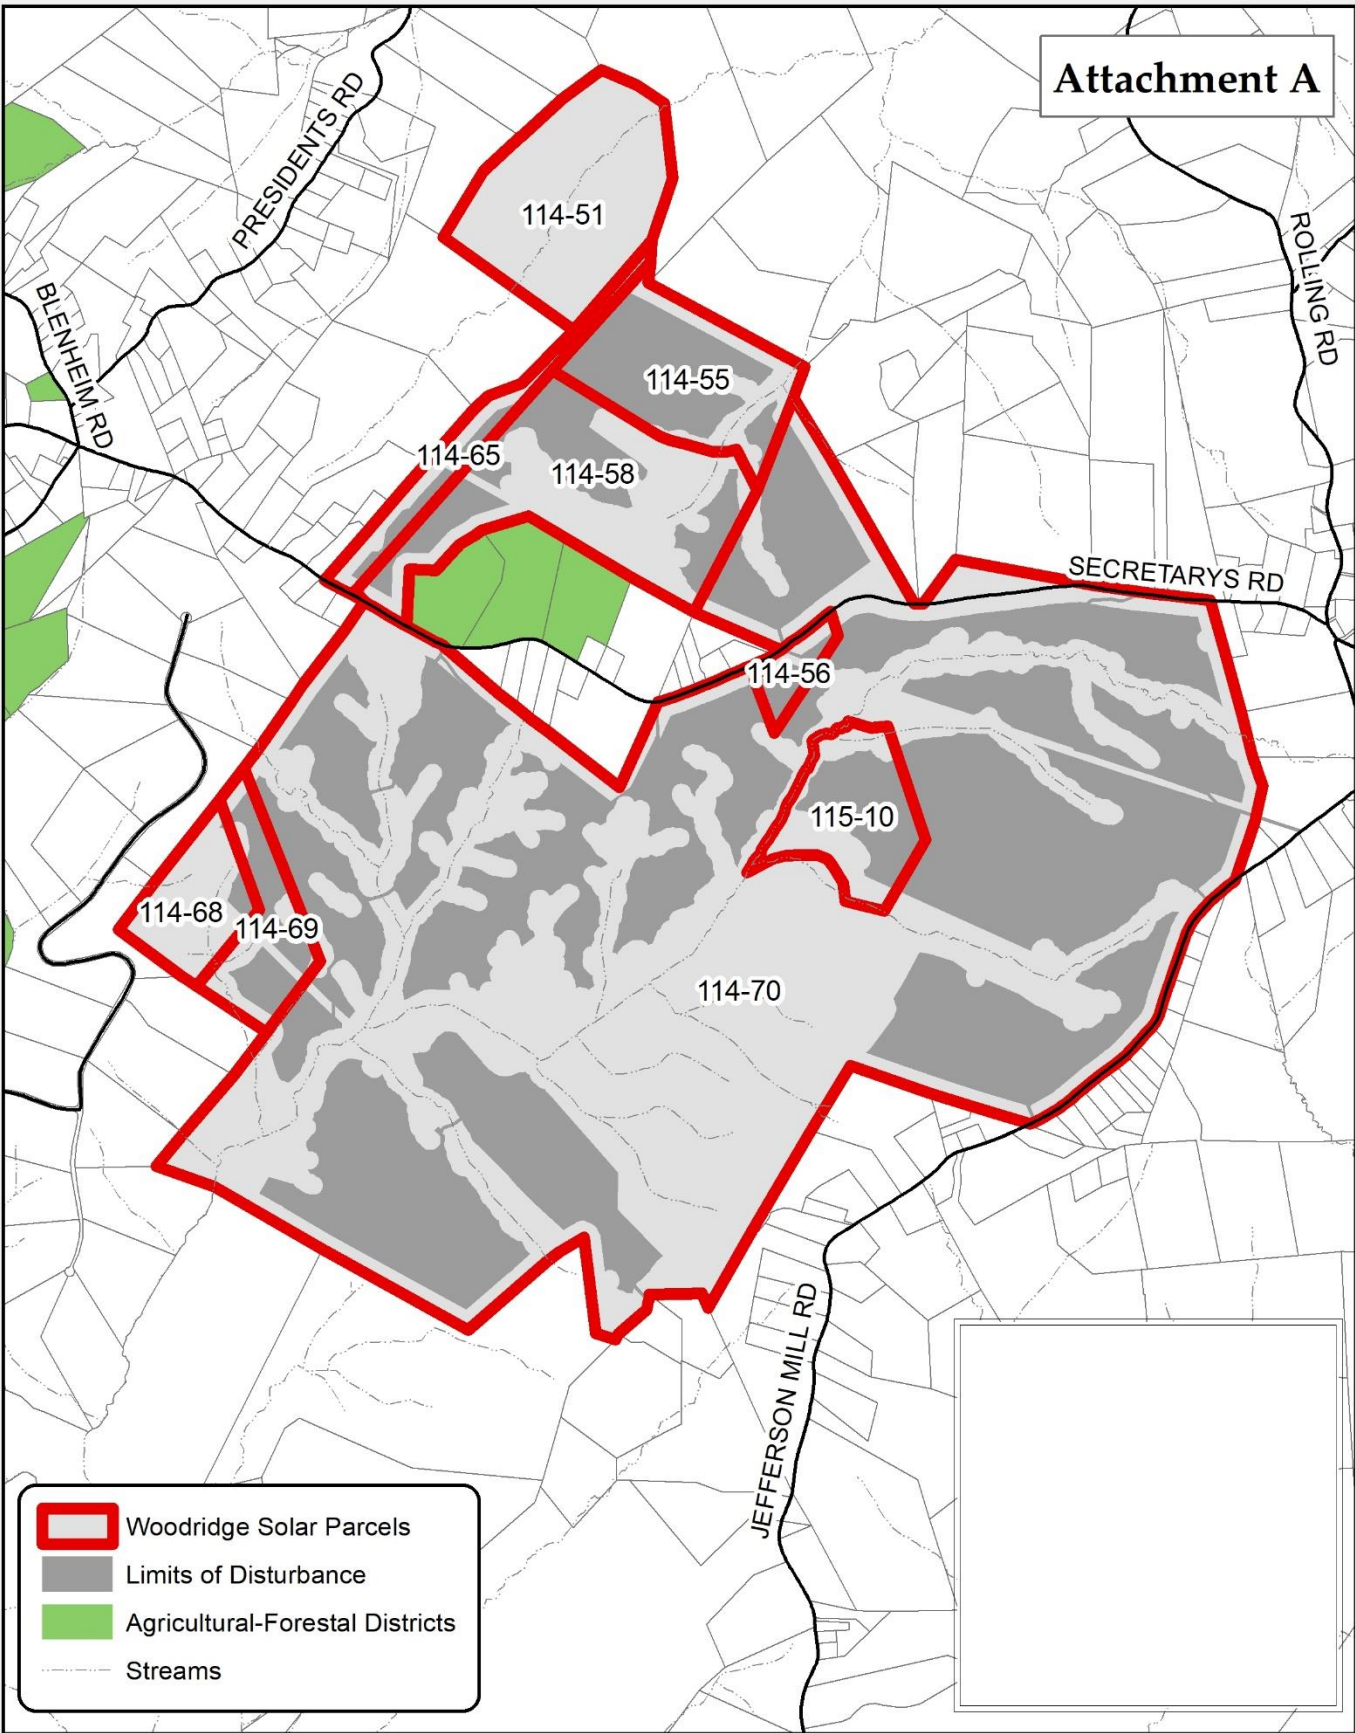 Attachment A
PRESIDENTS RD
114-51
ROLLING RD
BLENHEIM RD
114-55
114-65
114-58
SECRETARYS RD
114-56
115-10
114-68
114-69
114-70
JEFFERSON MILL RD
Woodridge Solar Parcels
Limits of Disturbance
Agricultural-Forestal Districts
Streams